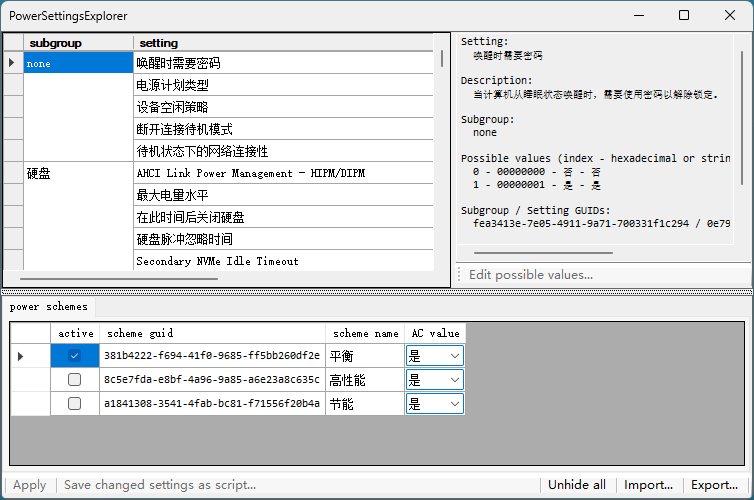 PowerSettingsExplorer
subgroup setting
none 唤醒时需要密码
电源计划类型
设备空闲策略
断开连接待机模式
待机状态下的网络连接性
硬盘 AHCI Link Power Management - HIPM/DIPM
最大电量水平
在此时间后关闭硬盘
硬盘脉冲忽略时间
Secondary NVMe Idle Timeout
Setting:
唤醒时需要密码
Description:
当计算机从睡眠状态唤醒时，需要使用密码以解除锁定。
Subgroup:
none
Possible values (index - hexadecimal or strin
0 - 00000000 - 否 - 否
1 - 00000001 - 是 - 是
Subgroup / Setting GUIDs:
fea3413e-7e05-4911-9a71-700331f1c294 / 0e79
Edit possible values...
power schemes
active scheme guid scheme name AC value
381b4222-f694-41f0-9685-ff5bb260df2e 平衡 是
8c5e7fda-e8bf-4a96-9a85-a6e23a8c635c 高性能 是
a1841308-3541-4fab-bc81-f71556f20b4a 节能 是
Apply Save changed settings as script... Unhide all Import... Export...